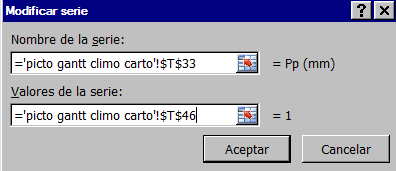 Modificar serie
Nombre de la serie:
='picto gantt climo carto'!$T$33 = Pp (mm)
Valores de la serie:
='picto gantt climo carto'!$T$46 = 1
Aceptar Cancelar